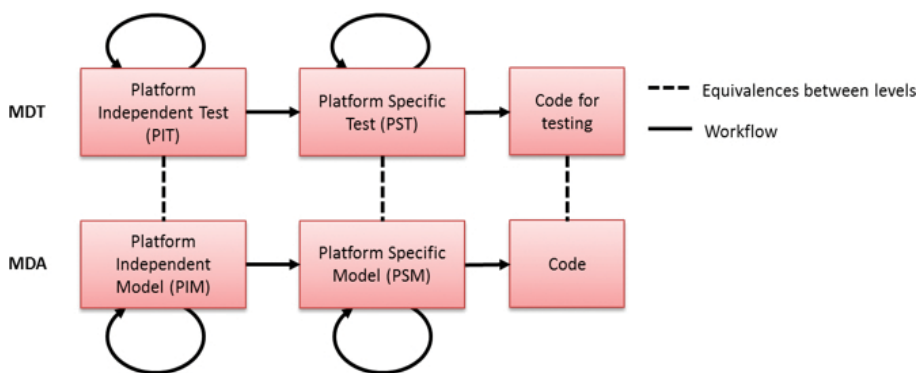 MDT
Platform
Independent Test
(PIT)
Platform Specific
Test (PST)
Code for
testing
Equivalences between levels
Workflow
MDA
Platform
Independent
Model (PIM)
Platform Specific
Model (PSM)
Code